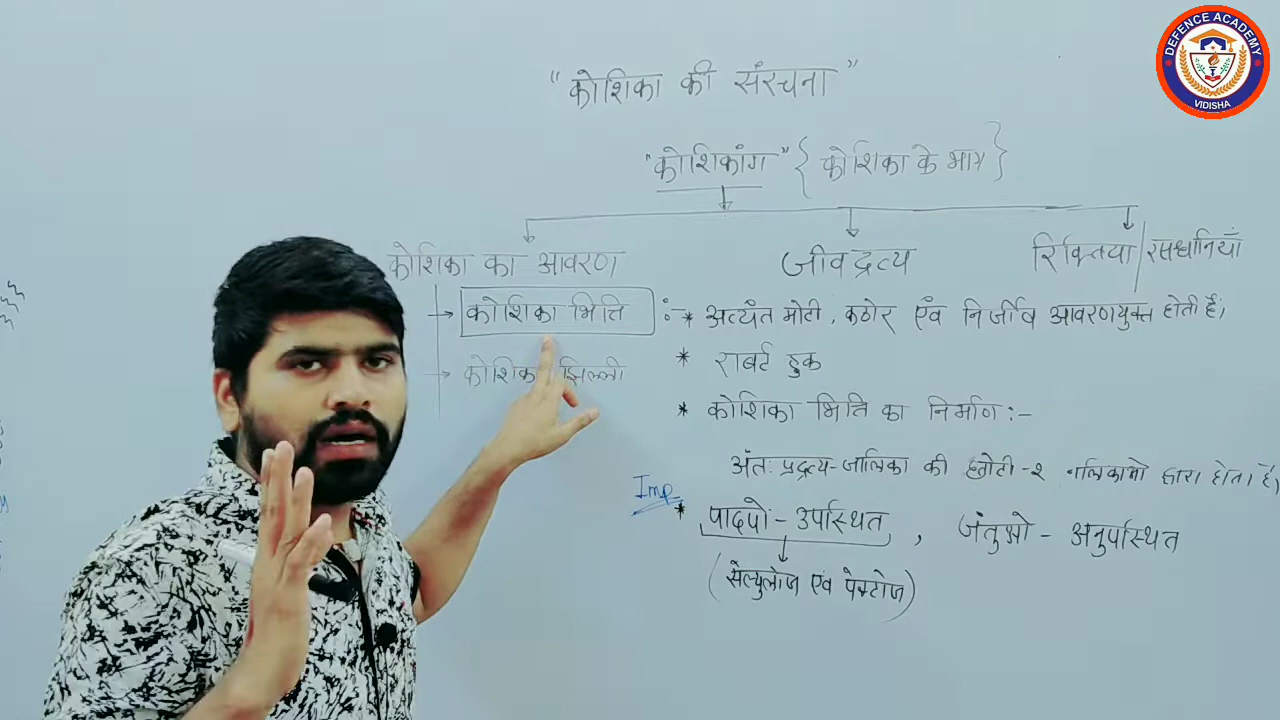 DEFENCE ACADEMY
VIDISHA
"कोशिका की संरचना"
"कोशिकांग" { कोशिका के भाग }
कोशिका का आवरण जीवद्रव्य रिक्तिया/रसधानियाँ
कोशिका भित्ति :- * अत्यंत मोटी, कठोर एंव निर्जीव आवरणयुक्त होती हैं।
कोशिका झिल्ली
* राबर्ट हुक
* कोशिका भित्ति का निर्माण :-
अंतः प्रद्रव्य-जालिका की छोटी-२ नलिकाओ द्वारा होता है
Imp
* पादपो - उपस्थित , जंतुओ - अनुपस्थित
(सेल्युलोज एवं पेक्टोज)